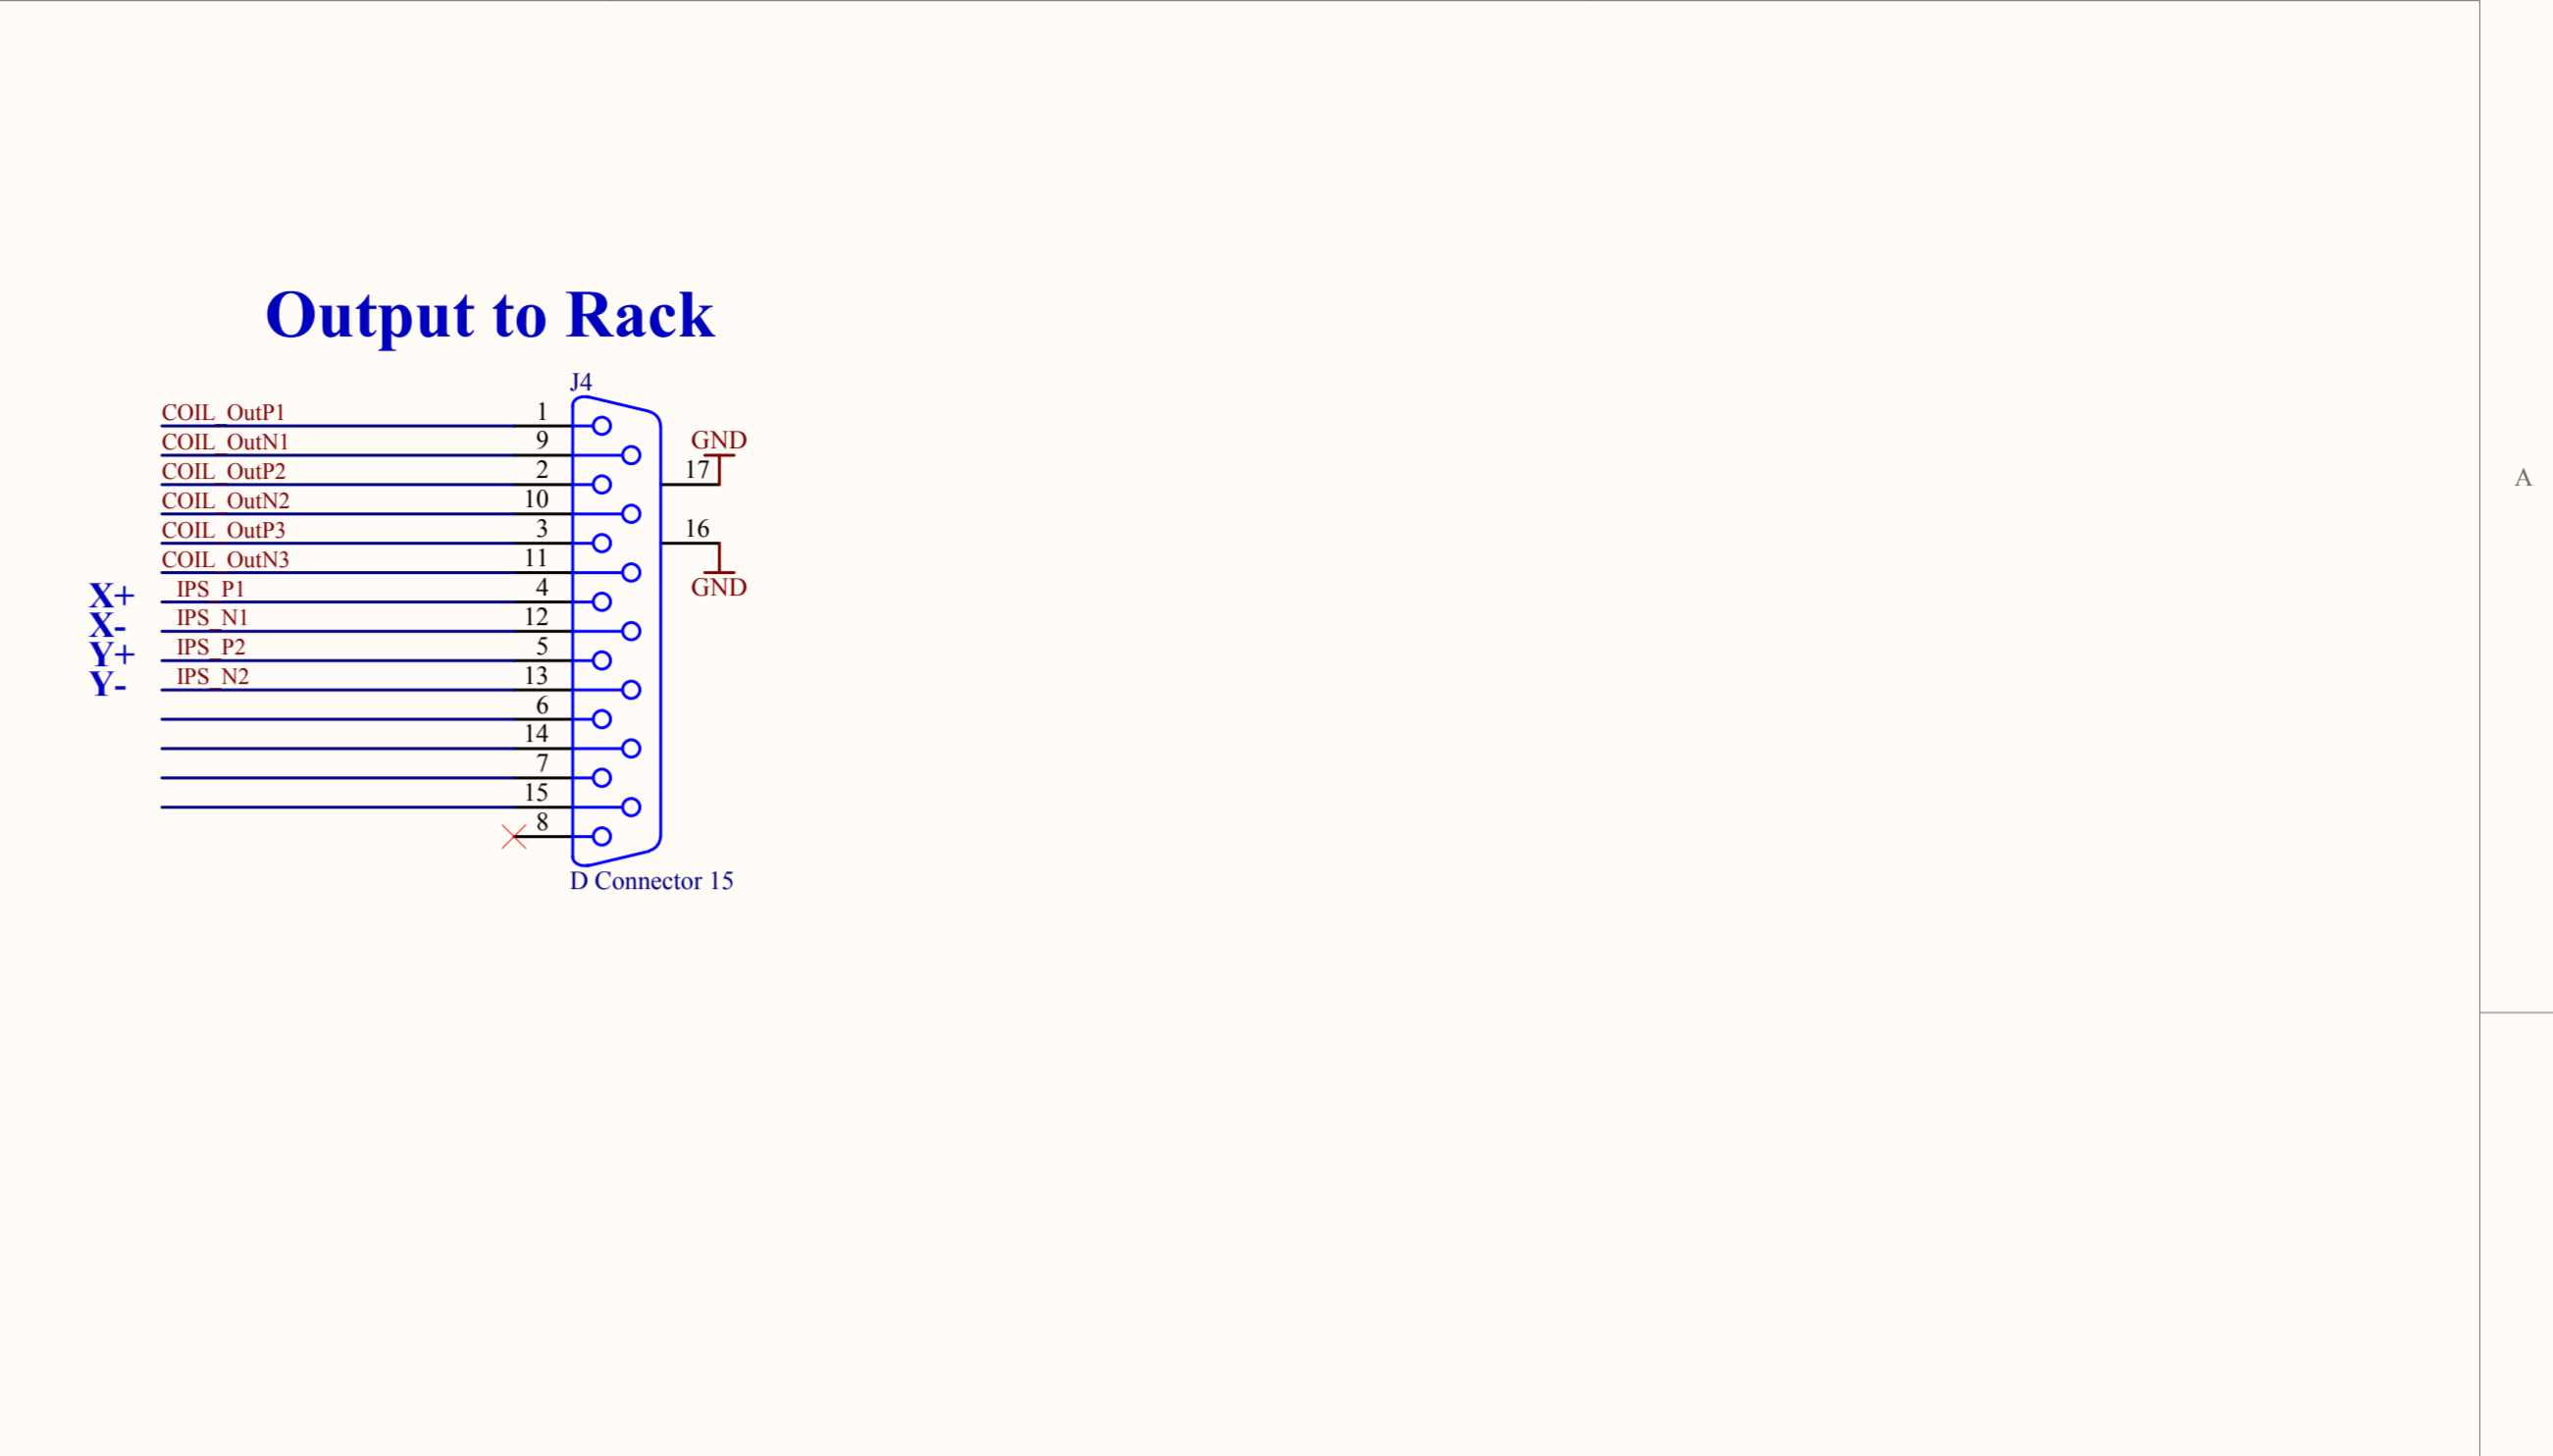 Output to Rack
J4
COIL_OutP1 1
COIL_OutN1 9
GND
COIL_OutP2 2 17
COIL_OutN2 10
COIL_OutP3 3 16
COIL_OutN3 11
X+ IPS_P1 4 GND
X- IPS_N1 12
Y+ IPS_P2 5
Y- IPS_N2 13
6
14
7
15
8
D Connector 15
A